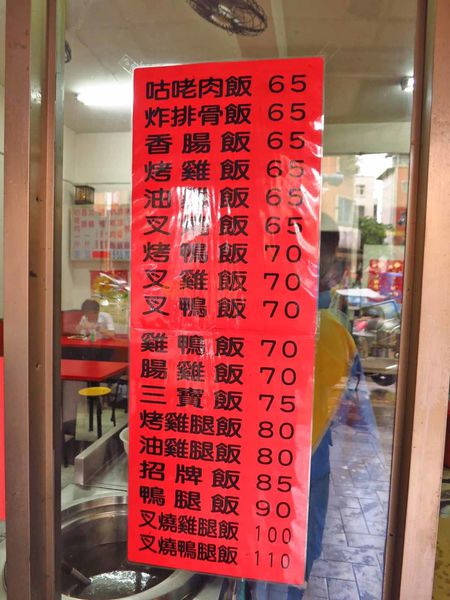 咕咾肉飯 65
炸排骨飯 65
香腸飯 65
烤雞飯 65
油雞飯 65
叉燒飯 65
烤鴨飯 70
叉雞飯 70
叉鴨飯 70
雞鴨飯 70
腸雞飯 70
三寶飯 75
烤雞腿飯 80
油雞腿飯 80
招牌飯 85
鴨腿飯 90
叉燒雞腿飯 100
叉燒鴨腿飯 110